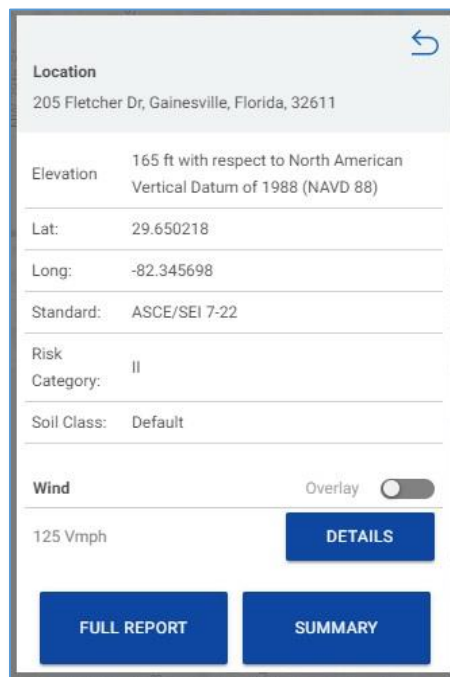 Location
205 Fletcher Dr, Gainesville, Florida, 32611
Elevation
165 ft with respect to North American
Vertical Datum of 1988 (NAVD 88)
Lat: 29.650218
Long: -82.345698
Standard: ASCE/SEI 7-22
Risk
Category:
II
Soil Class: Default
Wind Overlay
125 Vmph DETAILS
FULL REPORT SUMMARY